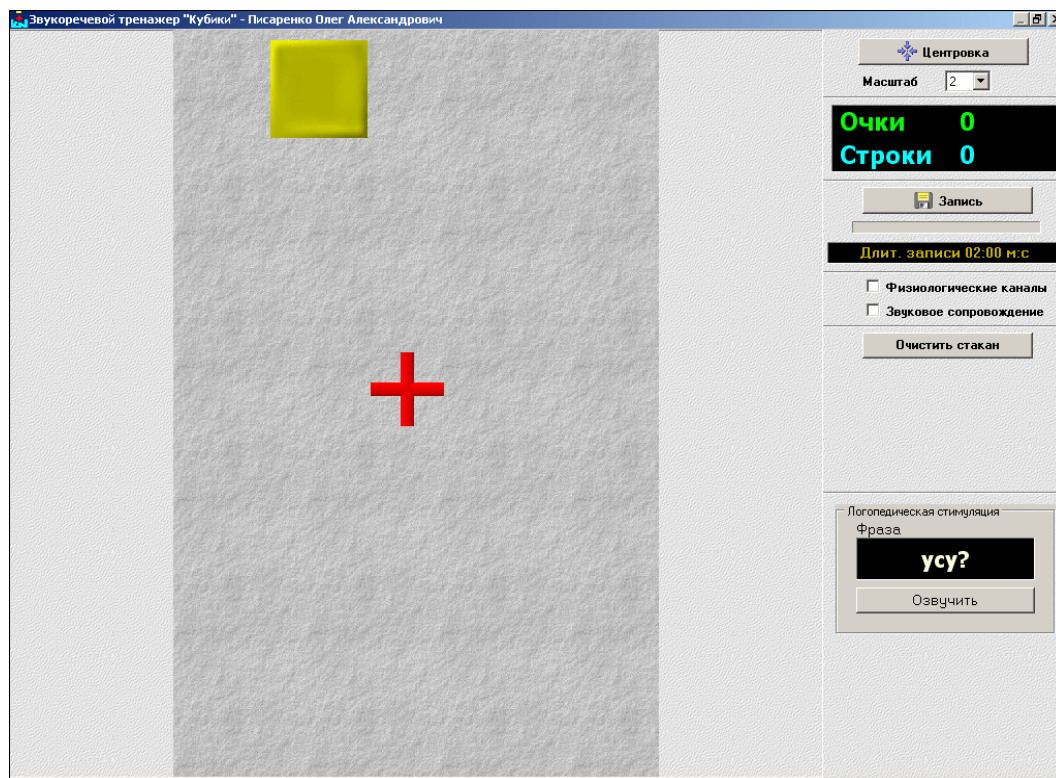 Звукоречевой тренажер "Кубики" - Писаренко Олег Александрович
Центровка
Масштаб 2
Очки 0
Строки 0
Запись
Длит. записи 02:00 м:с
Физиологические каналы
Звуковое сопровождение
Очистить стакан
Логопедическая стимуляция
Фраза
усу?
Озвучить